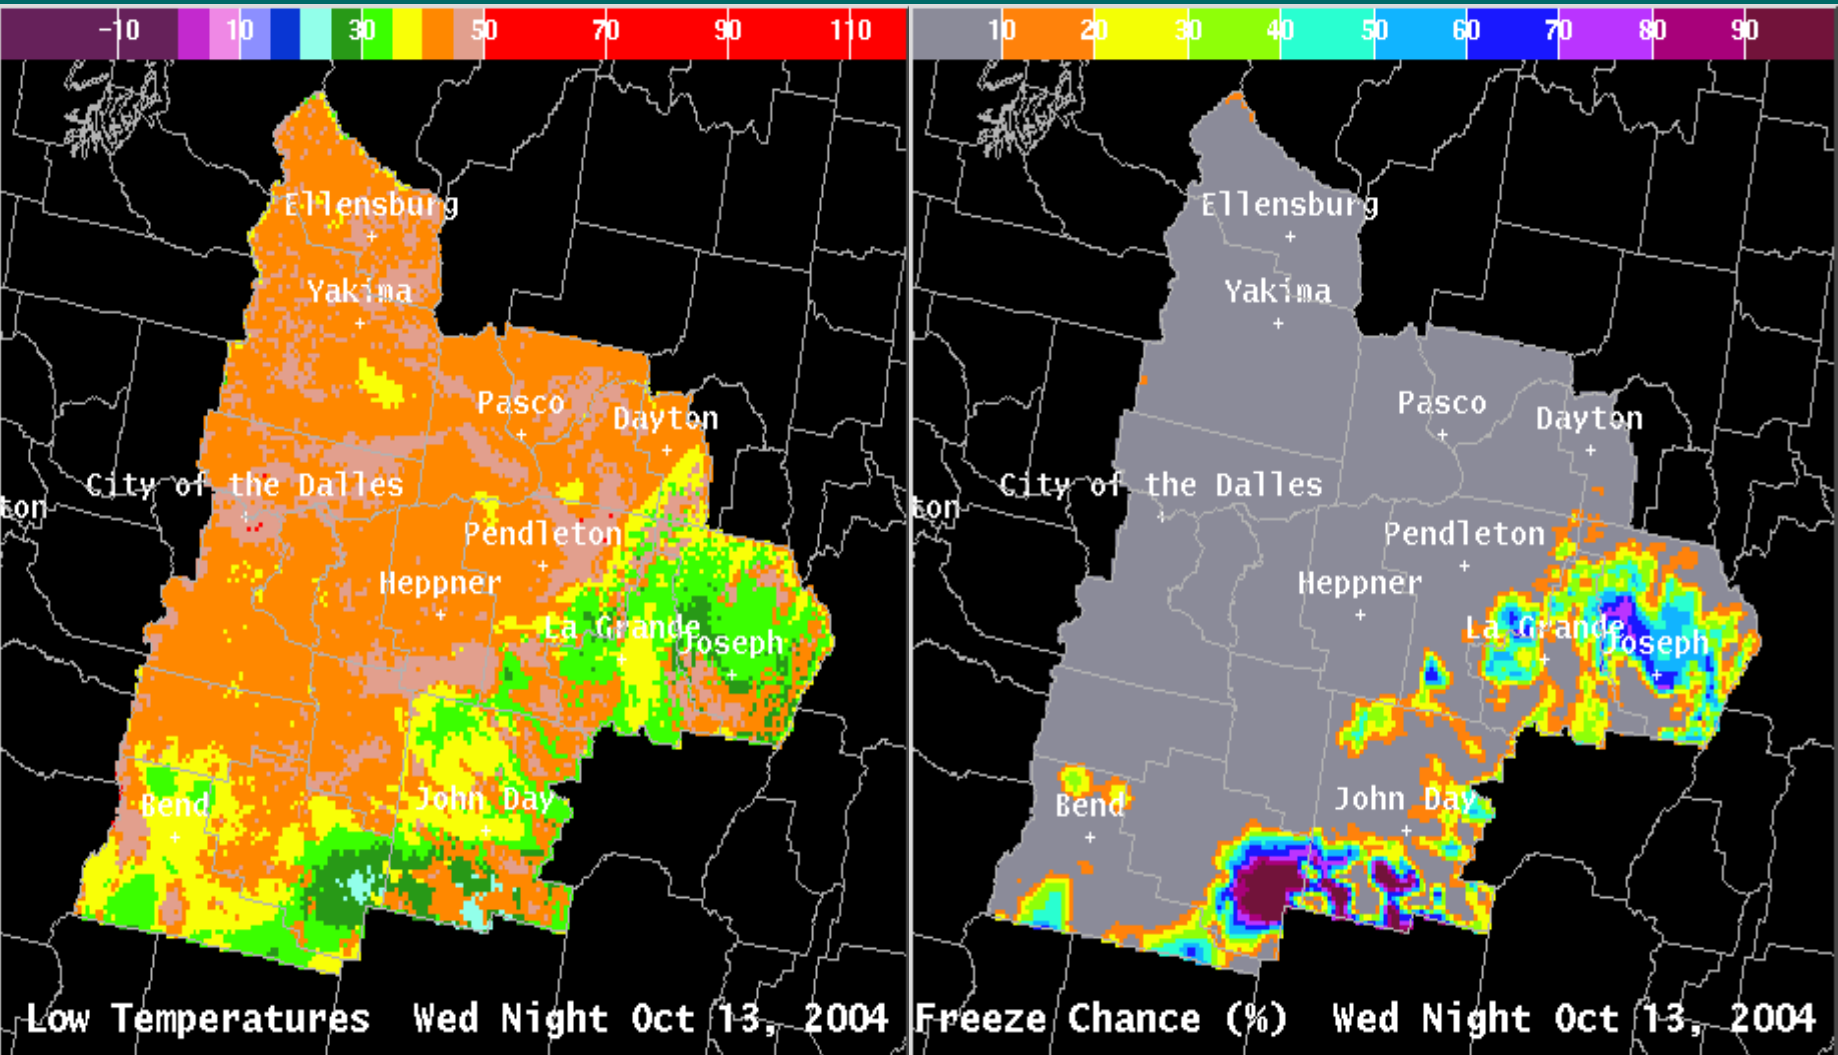 -10 10 30 50 70 90 110
Ellensburg
Yakima
Pasco
Dayton
City of the Dalles
ton
Pendleton
Heppner
La Grande
Joseph
Bend
John Day
Low Temperatures Wed Night Oct 13, 2004
10 20 30 40 50 60 70 80 90
Ellensburg
Yakima
Pasco
Dayton
City of the Dalles
ton
Pendleton
Heppner
La Grande
Joseph
Bend
John Day
Freeze Chance (%) Wed Night Oct 13, 2004